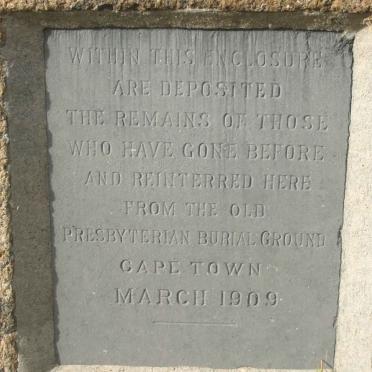 WITHIN THIS ENCLOSURE
ARE DEPOSITED
THE REMAINS OF THOSE
WHO HAVE GONE BEFORE
AND REINTERRED HERE
FROM THE OLD
PRESBYTERIAN BURIAL GROUND
CAPE TOWN
MARCH 1909